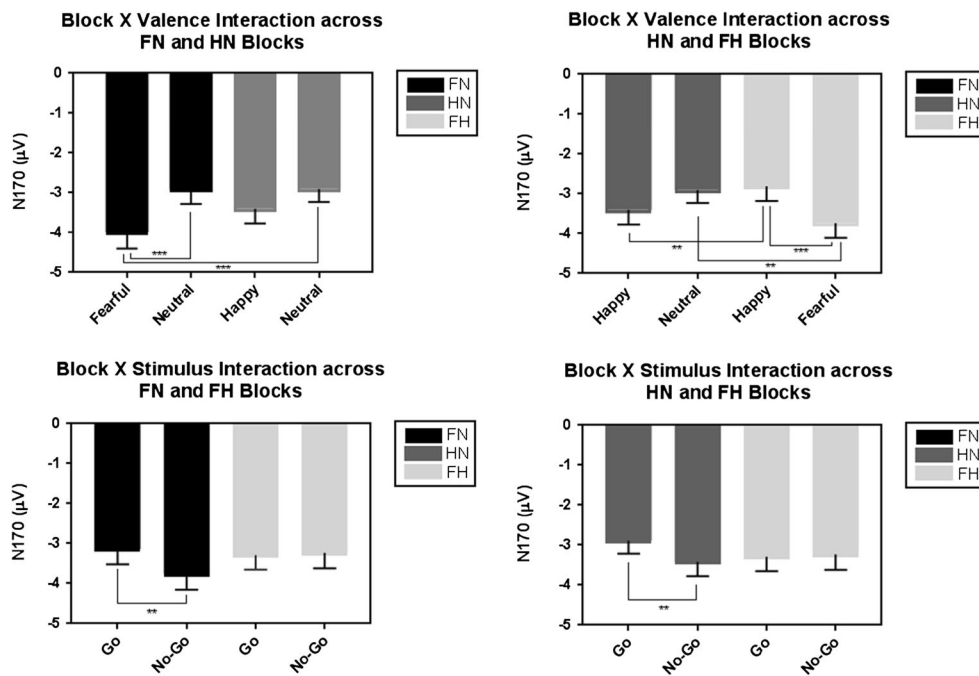 Block X Valence Interaction across
FN and HN Blocks
0
-1
-2
-3
-4
-5
N170 (µV)
***
***
Fearful
Neutral
Happy
Neutral
FN
HN
FH
Block X Valence Interaction across
HN and FH Blocks
0
-1
-2
-3
-4
-5
N170 (µV)
**
***
**
Happy
Neutral
Happy
Fearful
FN
HN
FH
Block X Stimulus Interaction across
FN and FH Blocks
0
-1
-2
-3
-4
-5
N170 (µV)
**
Go
No-Go
Go
No-Go
FN
HN
FH
Block X Stimulus Interaction across
HN and FH Blocks
0
-1
-2
-3
-4
-5
N170 (µV)
**
Go
No-Go
Go
No-Go
FN
HN
FH